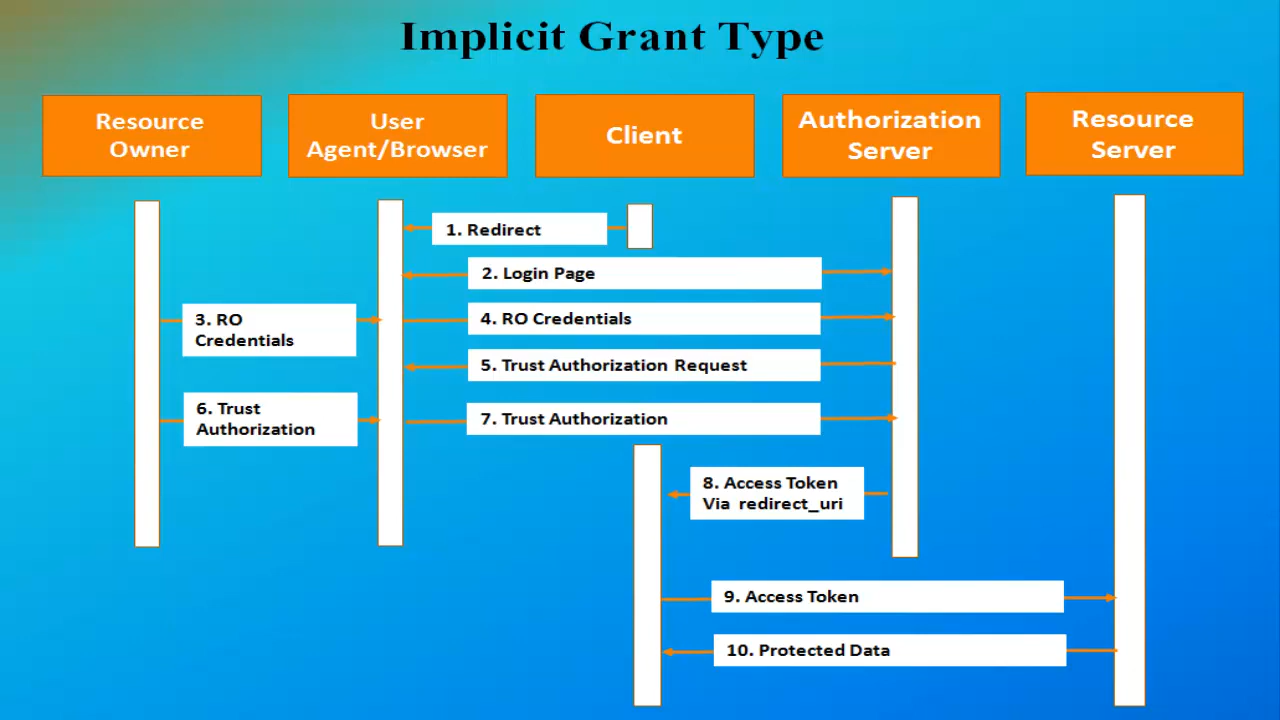 Implicit Grant Type
Resource
Owner
User
Agent/Browser
Client
Authorization
Server
Resource
Server
1. Redirect
2. Login Page
3. RO
Credentials
4. RO Credentials
5. Trust Authorization Request
6. Trust
Authorization
7. Trust Authorization
8. Access Token
Via redirect_uri
9. Access Token
10. Protected Data